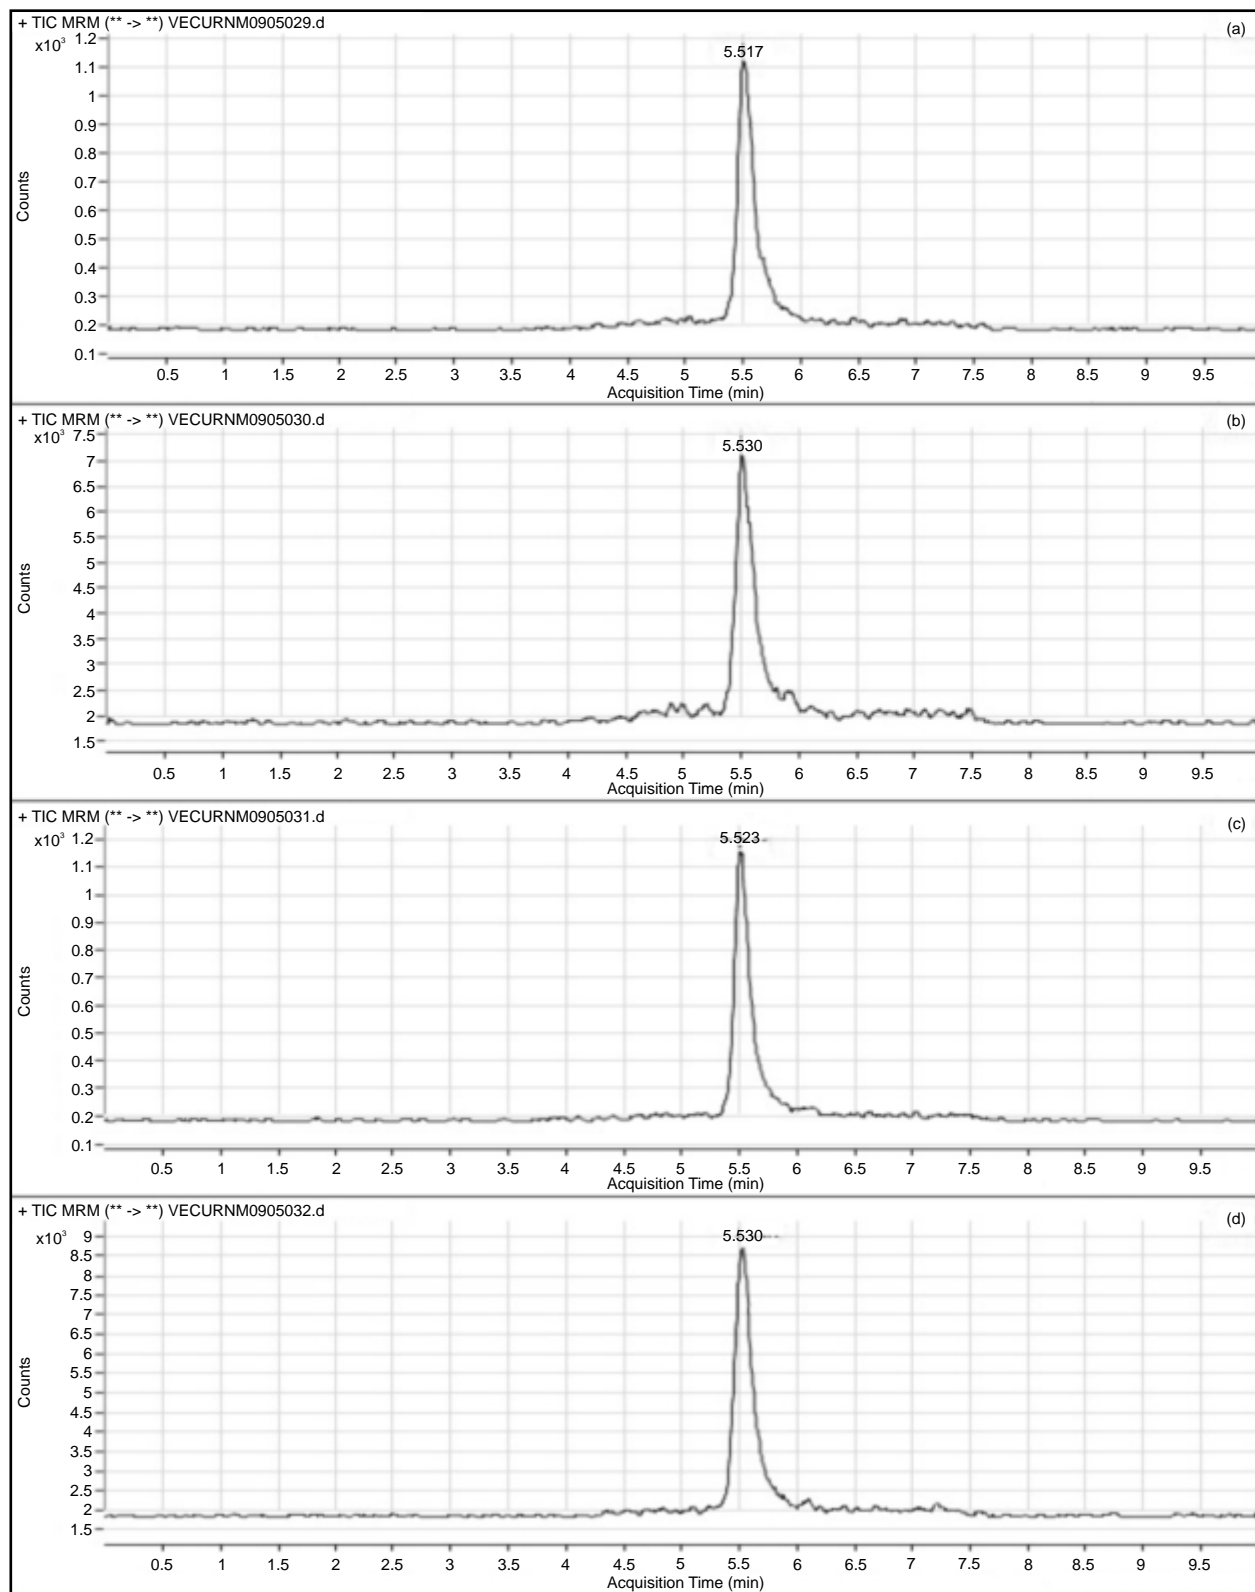 + TIC MRM (** -> **) VECURNM0905029.d
(a)
x10³
1.2
1.1
1
0.9
0.8
0.7
0.6
0.5
0.4
0.3
0.2
0.1
Counts
5.517
0.5 1 1.5 2 2.5 3 3.5 4 4.5 5 5.5 6 6.5 7 7.5 8 8.5 9 9.5
Acquisition Time (min)
+ TIC MRM (** -> **) VECURNM0905030.d
(b)
x10³
7.5
7
6.5
6
5.5
5
4.5
4
3.5
3
2.5
2
1.5
Counts
5.530
0.5 1 1.5 2 2.5 3 3.5 4 4.5 5 5.5 6 6.5 7 7.5 8 8.5 9 9.5
Acquisition Time (min)
+ TIC MRM (** -> **) VECURNM0905031.d
(c)
x10³
1.2
1.1
1
0.9
0.8
0.7
0.6
0.5
0.4
0.3
0.2
0.1
Counts
5.523
0.5 1 1.5 2 2.5 3 3.5 4 4.5 5 5.5 6 6.5 7 7.5 8 8.5 9 9.5
Acquisition Time (min)
+ TIC MRM (** -> **) VECURNM0905032.d
(d)
x10³
9
8.5
8
7.5
7
6.5
6
5.5
5
4.5
4
3.5
3
2.5
2
1.5
Counts
5.530
0.5 1 1.5 2 2.5 3 3.5 4 4.5 5 5.5 6 6.5 7 7.5 8 8.5 9 9.5
Acquisition Time (min)